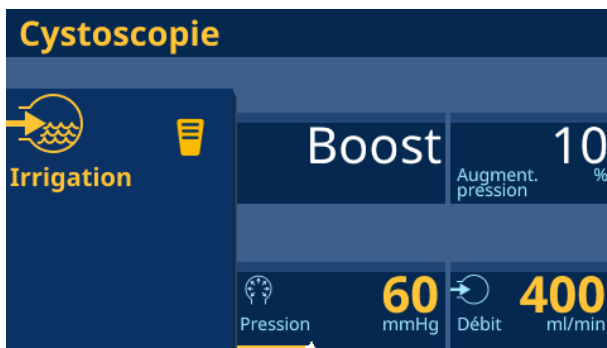 Cystoscopie
Irrigation
Boost
10
Augment.
pression
%
60
Pression
mmHg
400
Débit
ml/min